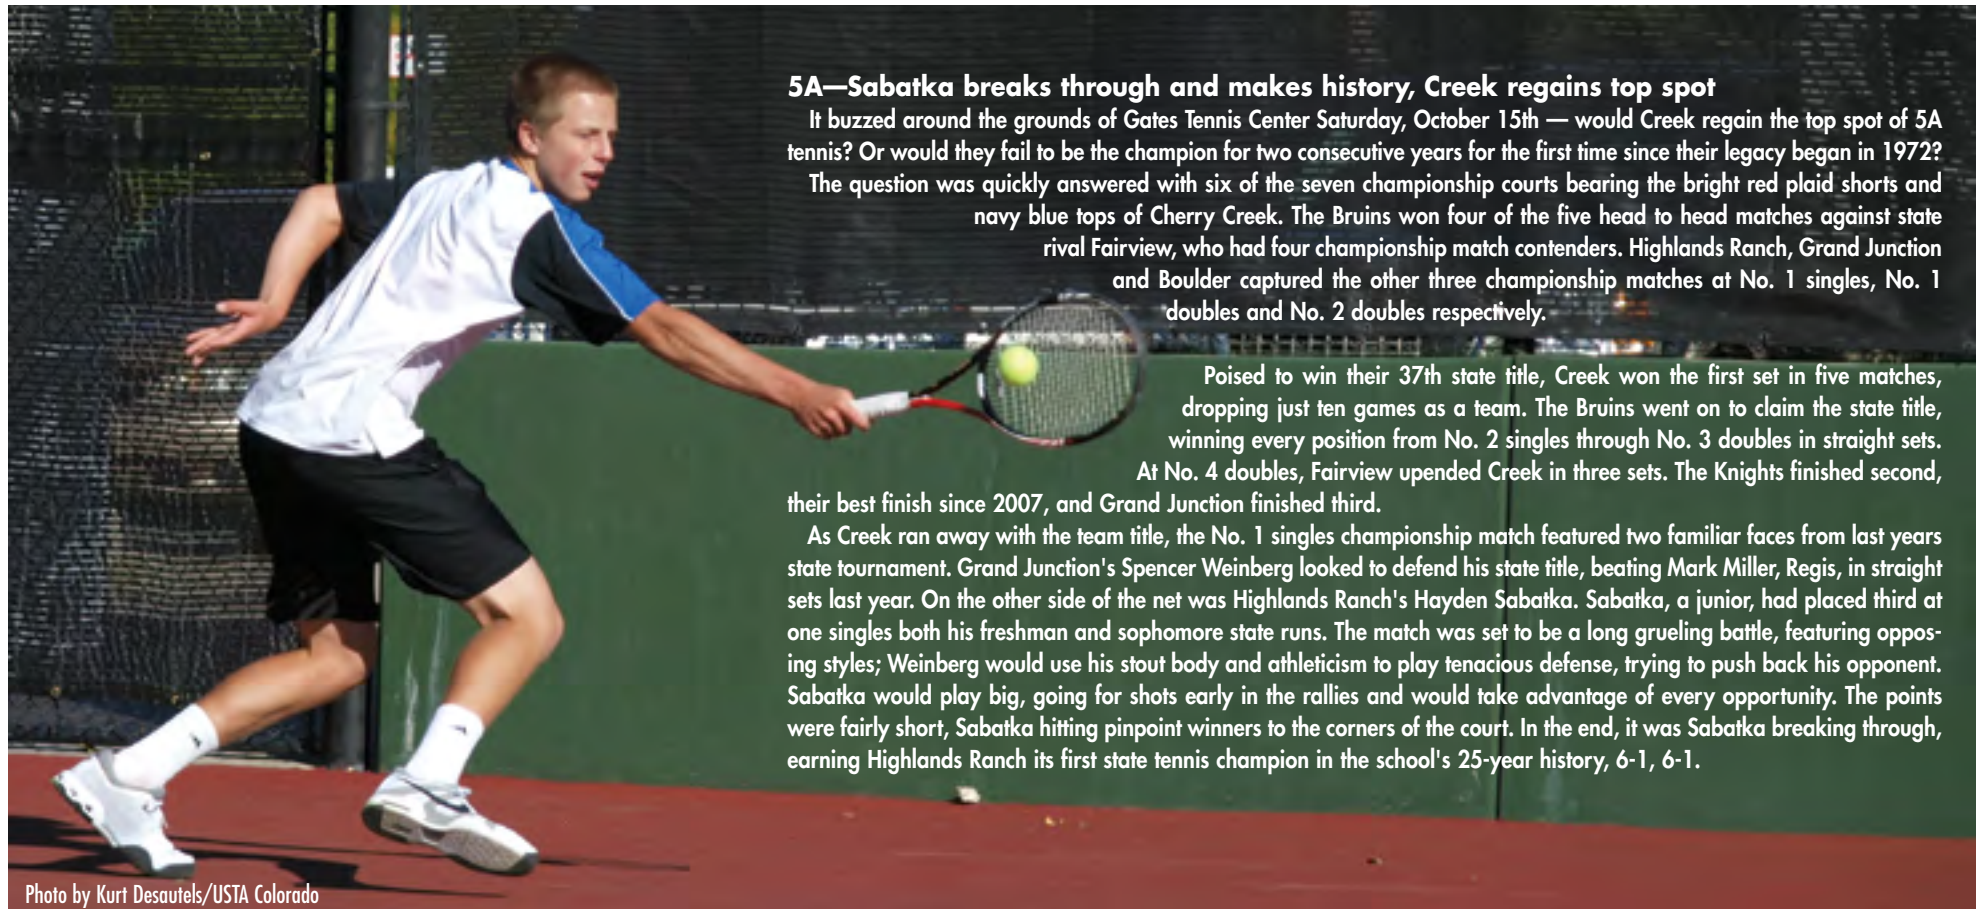 5A—Sabatka breaks through and makes history, Creek regains top spot
It buzzed around the grounds of Gates Tennis Center Saturday, October 15th — would Creek regain the top spot of 5A
tennis? Or would they fail to be the champion for two consecutive years for the first time since their legacy began in 1972?
The question was quickly answered with six of the seven championship courts bearing the bright red plaid shorts and
navy blue tops of Cherry Creek. The Bruins won four of the five head to head matches against state
rival Fairview, who had four championship match contenders. Highlands Ranch, Grand Junction
and Boulder captured the other three championship matches at No. 1 singles, No. 1
doubles and No. 2 doubles respectively.
Poised to win their 37th state title, Creek won the first set in five matches,
dropping just ten games as a team. The Bruins went on to claim the state title,
winning every position from No. 2 singles through No. 3 doubles in straight sets.
At No. 4 doubles, Fairview upended Creek in three sets. The Knights finished second,
their best finish since 2007, and Grand Junction finished third.
As Creek ran away with the team title, the No. 1 singles championship match featured two familiar faces from last years
state tournament. Grand Junction's Spencer Weinberg looked to defend his state title, beating Mark Miller, Regis, in straight
sets last year. On the other side of the net was Highlands Ranch's Hayden Sabatka. Sabatka, a junior, had placed third at
one singles both his freshman and sophomore state runs. The match was set to be a long grueling battle, featuring oppos-
ing styles; Weinberg would use his stout body and athleticism to play tenacious defense, trying to push back his opponent.
Sabatka would play big, going for shots early in the rallies and would take advantage of every opportunity. The points
were fairly short, Sabatka hitting pinpoint winners to the corners of the court. In the end, it was Sabatka breaking through,
earning Highlands Ranch its first state tennis champion in the school's 25-year history, 6-1, 6-1.
Photo by Kurt Desautels/USTA Colorado